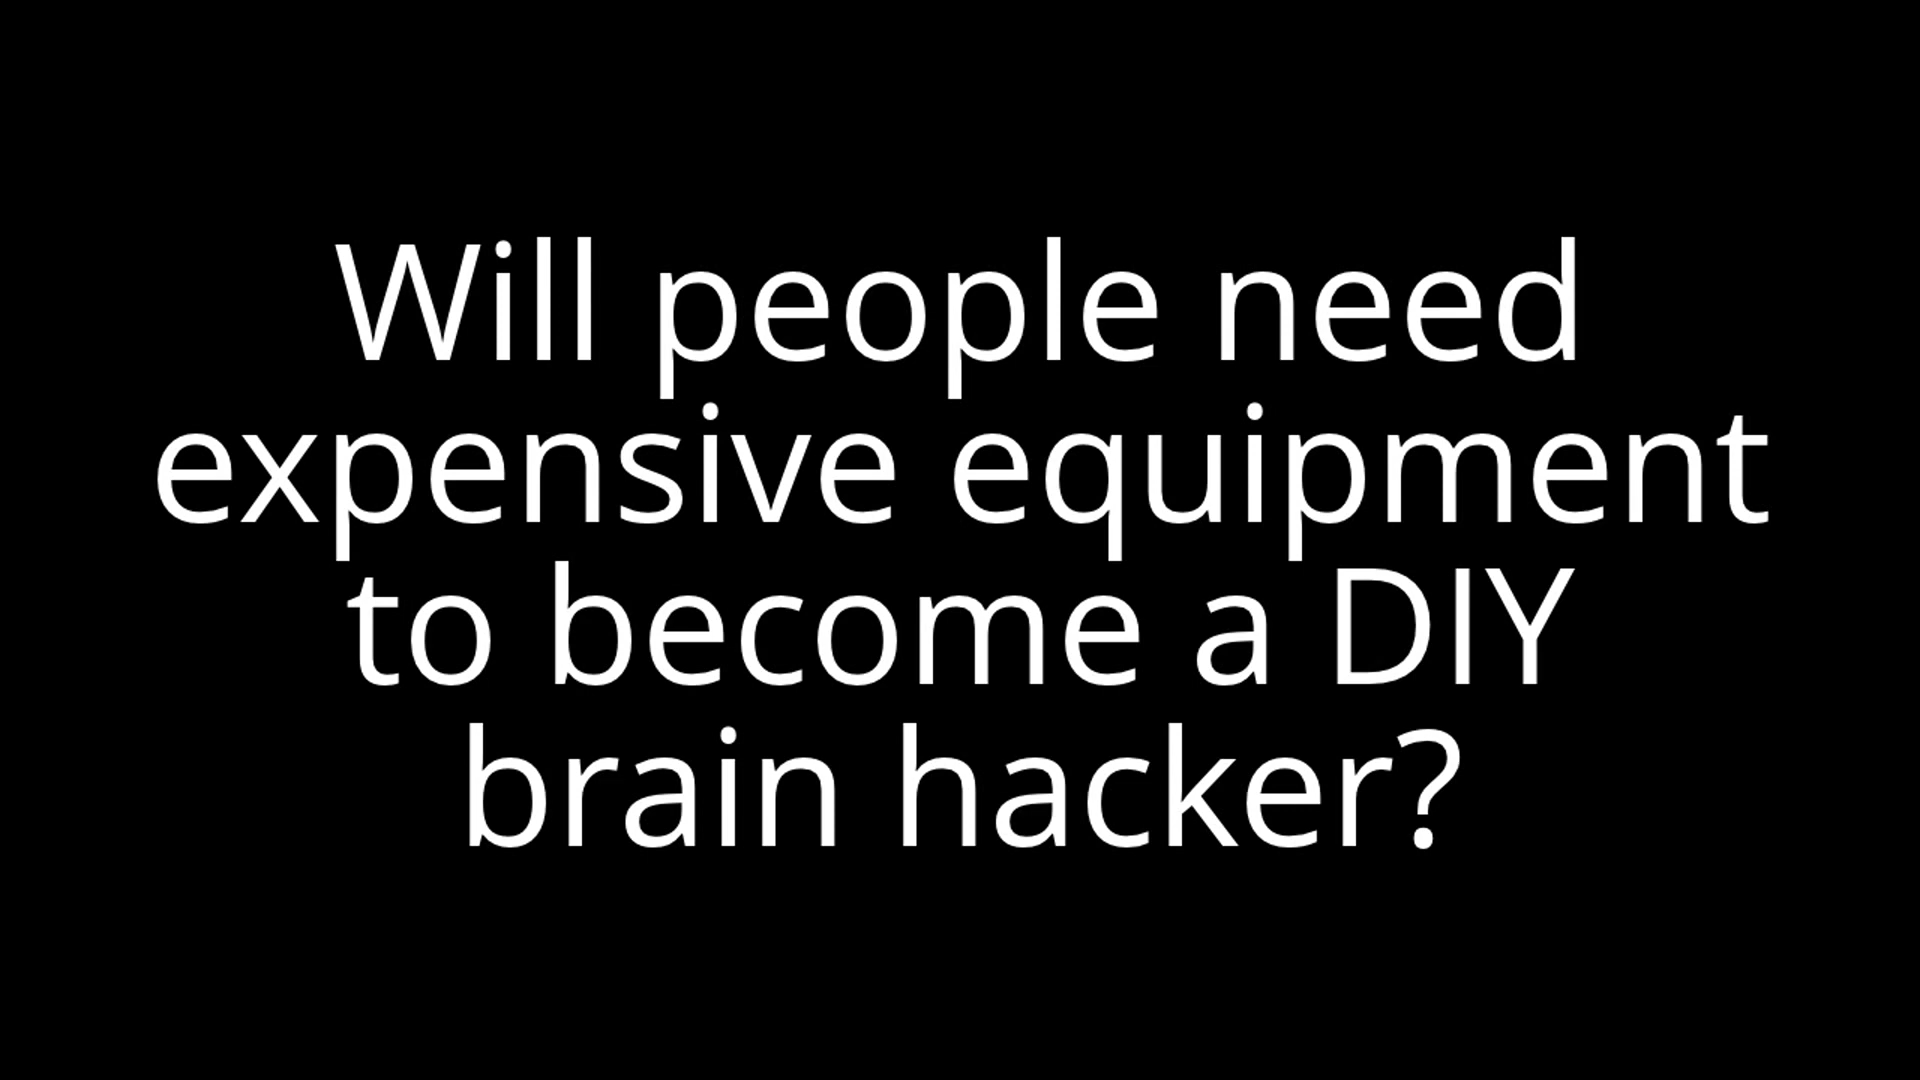 Will people need
expensive equipment
to become a DIY
brain hacker?